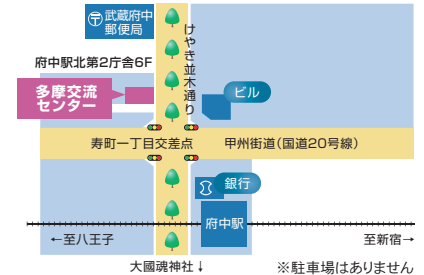 〒武蔵府中
郵便局
けやき並木通り
府中駅北第2庁舎6F
多摩交流
センター
ビル
寿町一丁目交差点
甲州街道(国道20号線)
銀行
府中駅
←至八王子
至新宿→
大國魂神社↓
※駐車場はありません